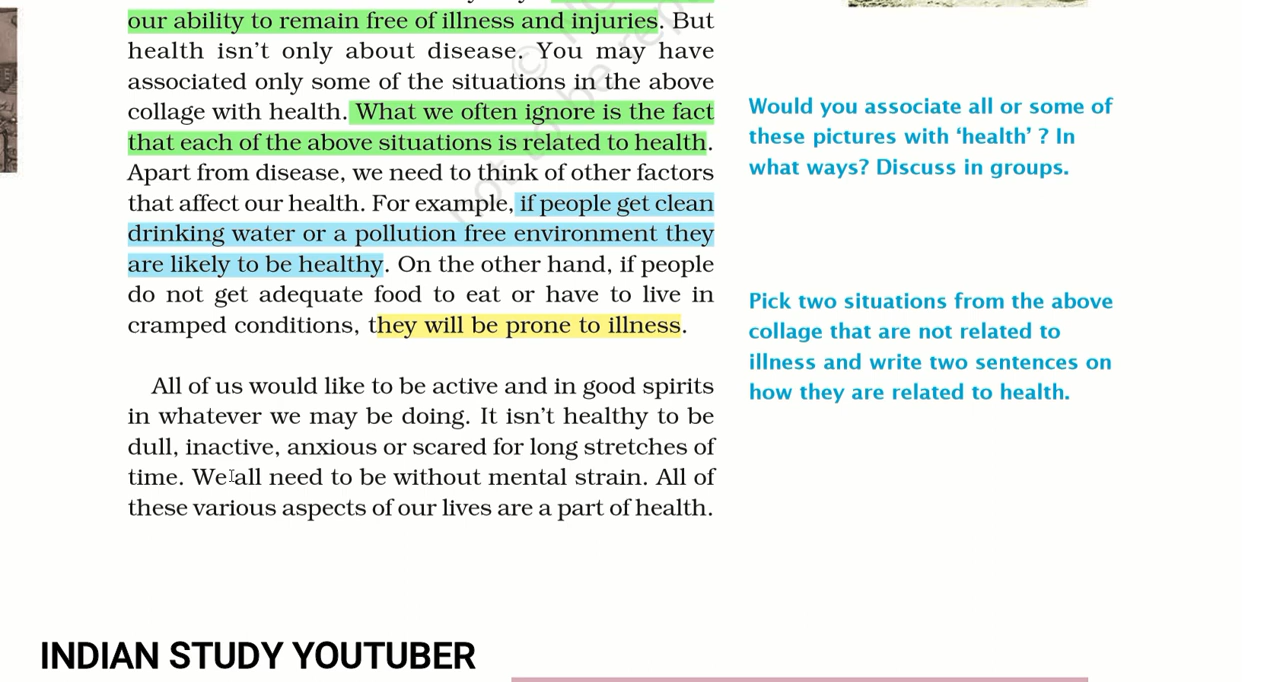 our ability to remain free of illness and injuries. But
health isn't only about disease. You may have
associated only some of the situations in the above
collage with health. What we often ignore is the fact
that each of the above situations is related to health.
Apart from disease, we need to think of other factors
that affect our health. For example, if people get clean
drinking water or a pollution free environment they
are likely to be healthy. On the other hand, if people
do not get adequate food to eat or have to live in
cramped conditions, they will be prone to illness.
All of us would like to be active and in good spirits
in whatever we may be doing. It isn't healthy to be
dull, inactive, anxious or scared for long stretches of
time. We all need to be without mental strain. All of
these various aspects of our lives are a part of health.
Would you associate all or some of
these pictures with ‘health’ ? In
what ways? Discuss in groups.
Pick two situations from the above
collage that are not related to
illness and write two sentences on
how they are related to health.
INDIAN STUDY YOUTUBER